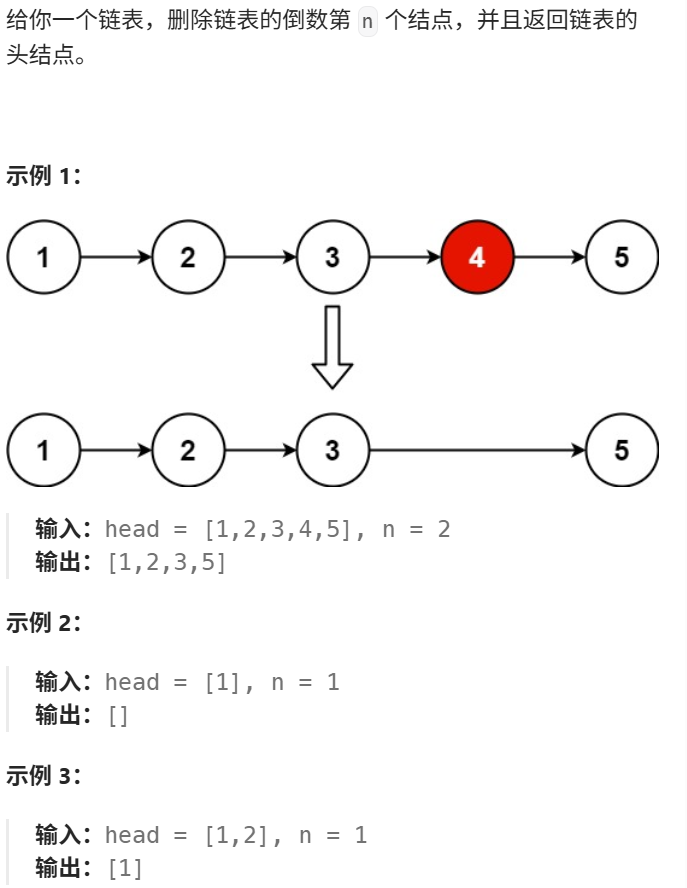 给你一个链表，删除链表的倒数第 n 个结点，并且返回链表的
头结点。
示例 1：
1 2 3 4 5
1 2 3 5
输入：head = [1,2,3,4,5], n = 2
输出：[1,2,3,5]
示例 2：
输入：head = [1], n = 1
输出：[]
示例 3：
输入：head = [1,2], n = 1
输出：[1]